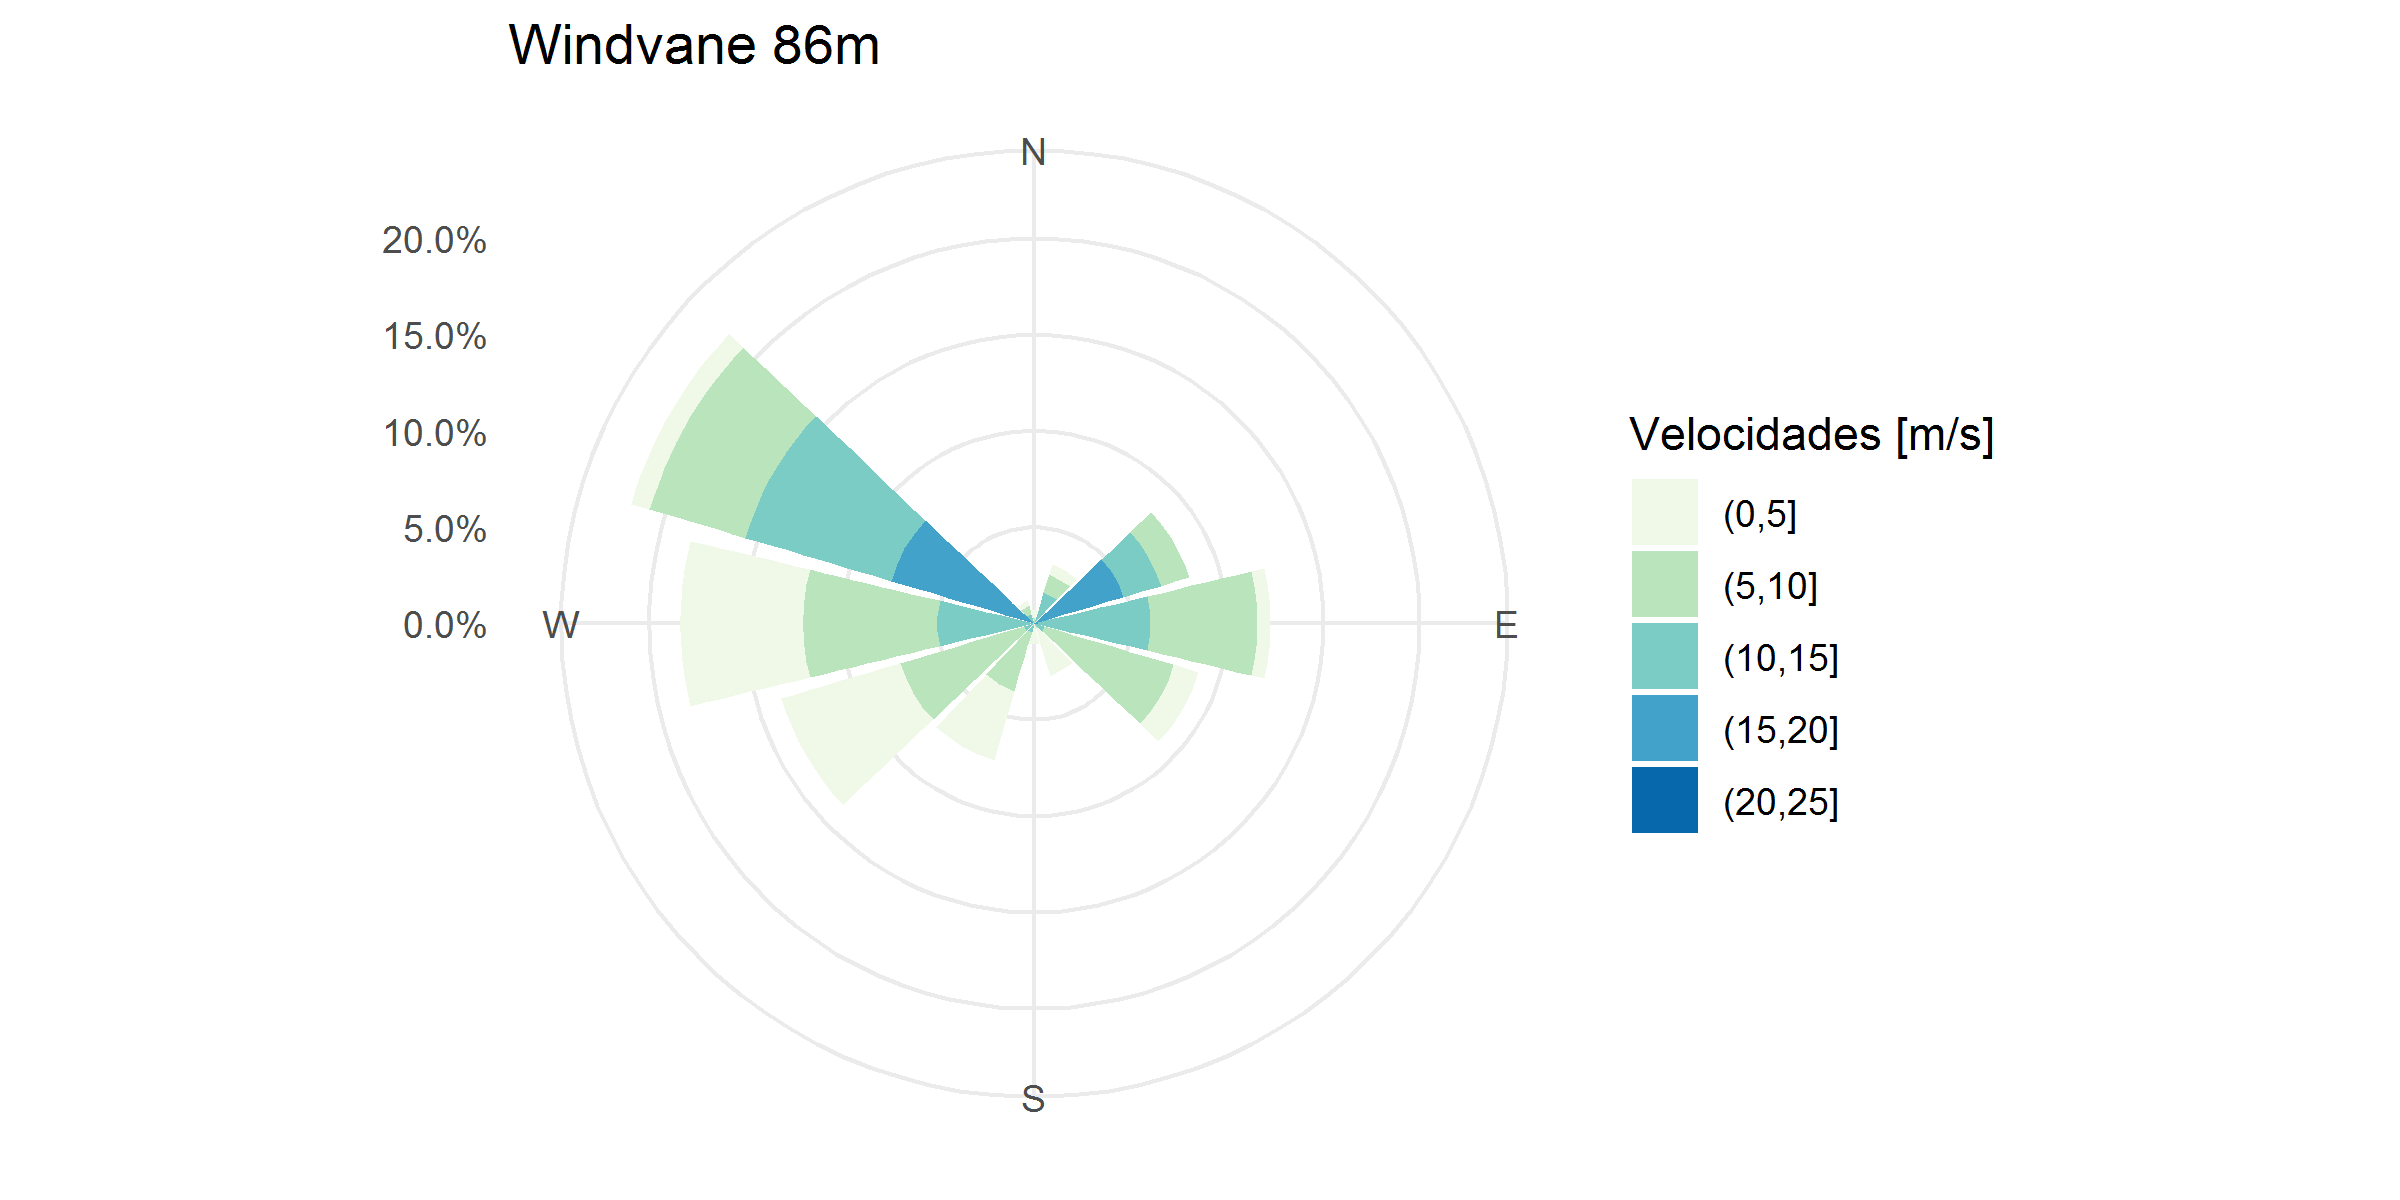 Windvane 86m
N
20.0%
15.0%
10.0%
5.0%
0.0%
W
E
S
Velocidades [m/s]
(0,5]
(5,10]
(10,15]
(15,20]
(20,25]